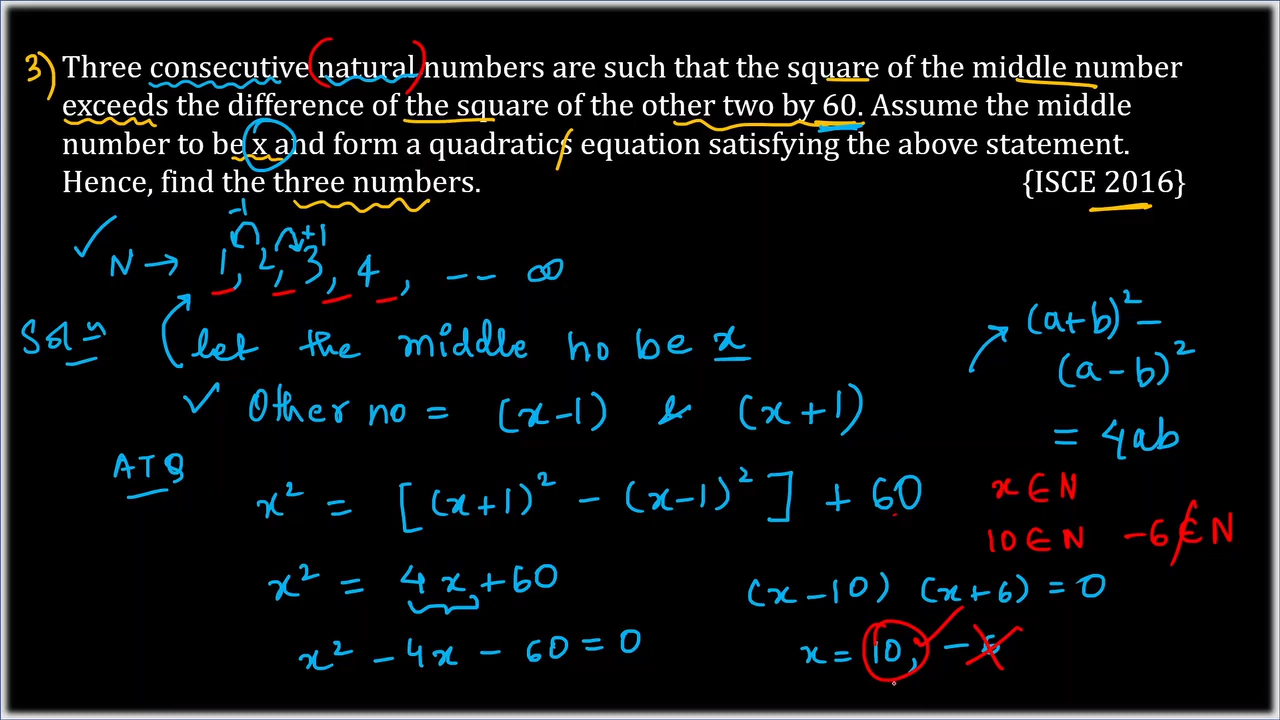 3) Three consecutive (natural) numbers are such that the square of the middle number
exceeds the difference of the square of the other two by 60. Assume the middle
number to be x and form a quadratics equation satisfying the above statement.
Hence, find the three numbers. {ISCE 2016}
-1 +1
N → 1, 2, 3, 4, -- ∞
Soln let the middle no be x
Other no = (x-1) & (x+1)
(a+b)² -
(a-b)²
= 4ab
ATQ
x² = [(x+1)² - (x-1)²] + 60
x ∈ N
10 ∈ N -6 ∉ N
x² = 4x + 60
(x-10) (x+6) = 0
x² - 4x - 60 = 0
x = 10, -6